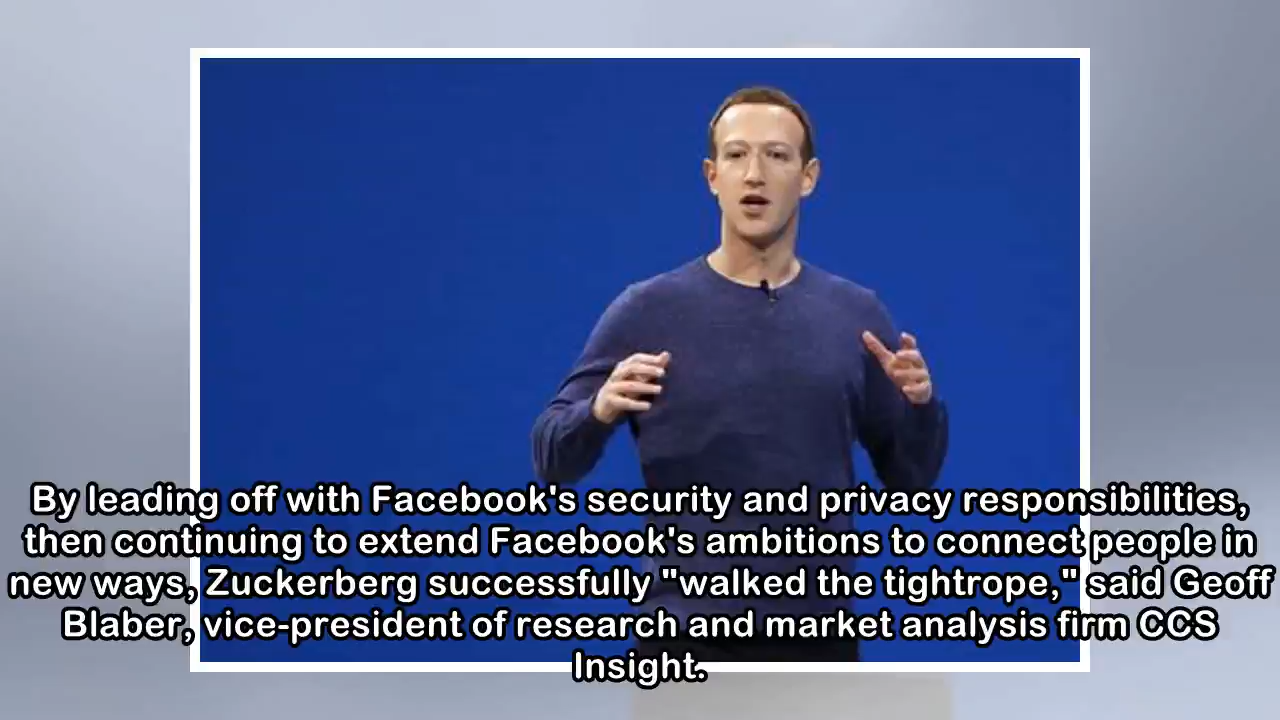 By leading off with Facebook's security and privacy responsibilities,
then continuing to extend Facebook's ambitions to connect people in
new ways, Zuckerberg successfully "walked the tightrope," said Geoff
Blaber, vice-president of research and market analysis firm CCS
Insight.